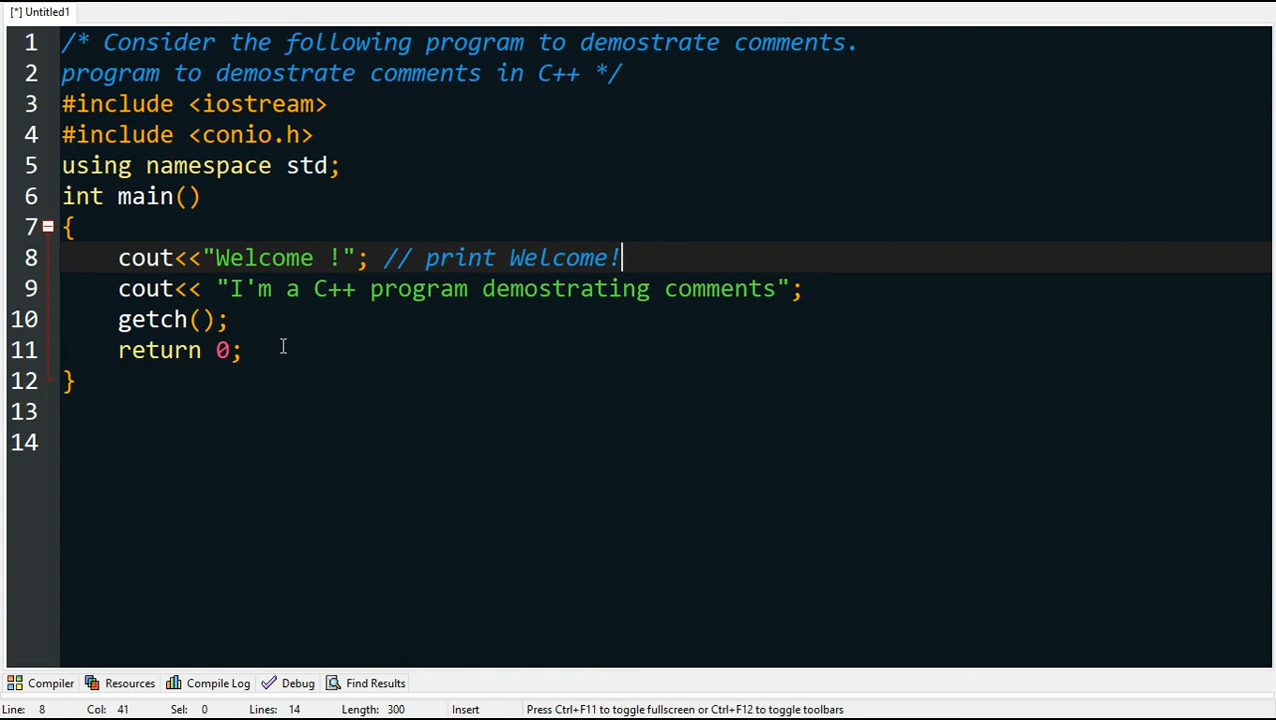 [*] Untitled1
1 /* Consider the following program to demostrate comments.
2 program to demostrate comments in C++ */
3 #include <iostream>
4 #include <conio.h>
5 using namespace std;
6 int main()
7 {
8 cout<<"Welcome !"; // print Welcome!
9 cout<< "I'm a C++ program demostrating comments";
10 getch();
11 return 0;
12 }
13
14
Compiler Resources Compile Log Debug Find Results
Line: 8 Col: 41 Sel: 0 Lines: 14 Length: 300 Insert Press Ctrl+F11 to toggle fullscreen or Ctrl+F12 to toggle toolbars